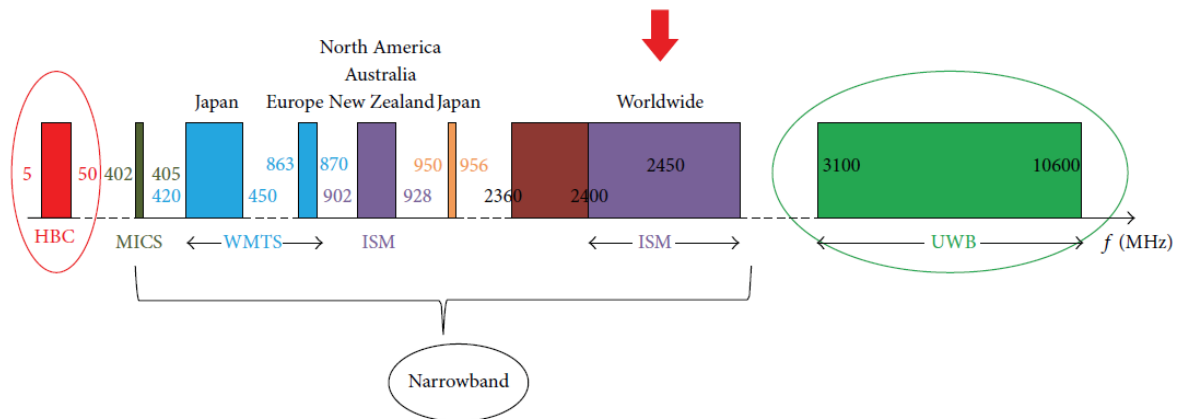 North America
Australia
Japan
Europe New Zealand Japan
Worldwide
5
50
402
405
420
450
863
870
902
928
950
956
2360
2400
2450
3100
10600
HBC
MICS
WMTS
ISM
ISM
UWB
f (MHz)
Narrowband